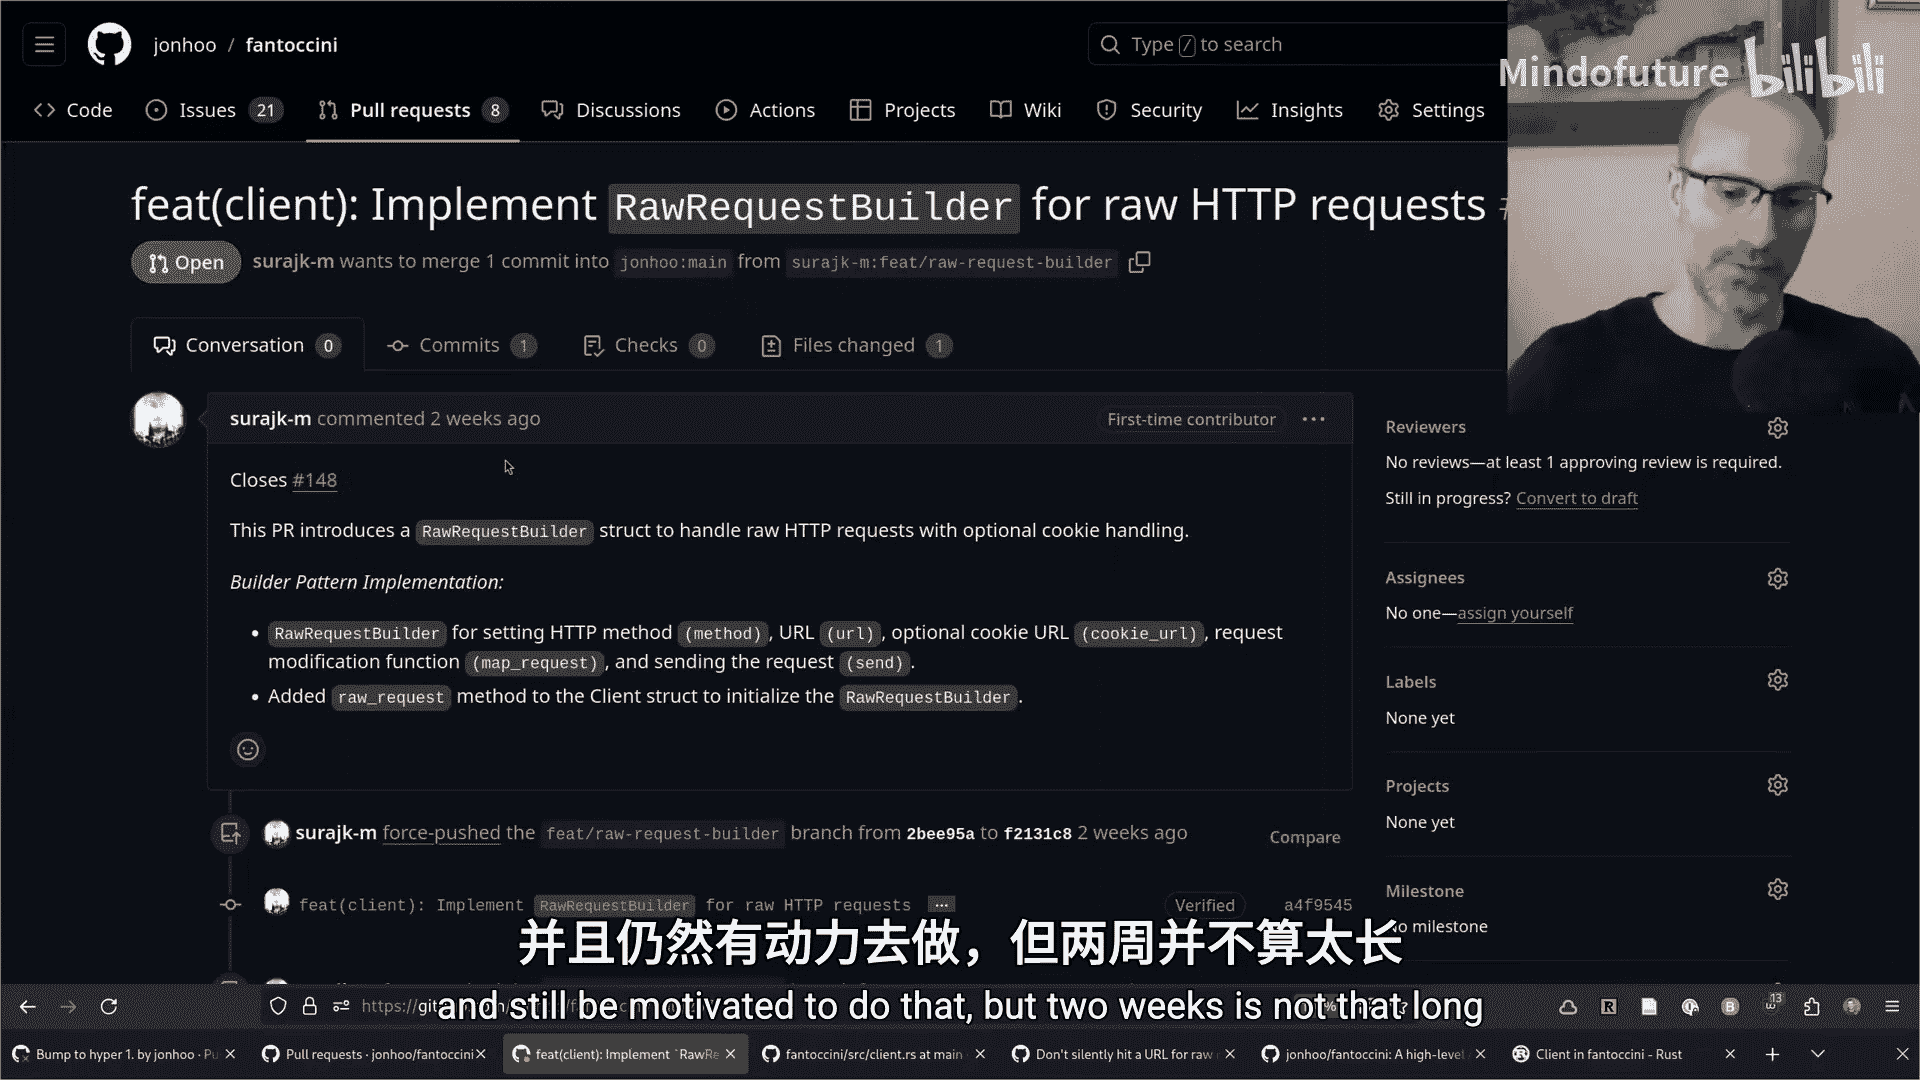 jonhoo / fantoccini
Type / to search
Mindofuture bilibili
Code
Issues 21
Pull requests 8
Discussions
Actions
Projects
Wiki
Security
Insights
Settings
feat(client): Implement RawRequestBuilder for raw HTTP requests
Open surajk-m wants to merge 1 commit into jonhoo:main from surajk-m:feat/raw-request-builder
Conversation 0
Commits 1
Checks 0
Files changed 1
surajk-m commented 2 weeks ago
First-time contributor
Closes #148
This PR introduces a RawRequestBuilder struct to handle raw HTTP requests with optional cookie handling.
Builder Pattern Implementation:
• RawRequestBuilder for setting HTTP method (method), URL (url), optional cookie URL (cookie_url), request
modification function (map_request), and sending the request (send).
• Added raw_request method to the Client struct to initialize the RawRequestBuilder.
surajk-m force-pushed the feat/raw-request-builder branch from 2bee95a to f2131c8 2 weeks ago
Compare
feat(client): Implement RawRequestBuilder for raw HTTP requests ...
Verified
a4f9545
Reviewers
No reviews—at least 1 approving review is required.
Still in progress? Convert to draft
Assignees
No one—assign yourself
Labels
None yet
Projects
None yet
Milestone
No milestone
并且仍然有动力去做，但两周并不算太长
and still be motivated to do that, but two weeks is not that long
13
Bump to hyper 1. by jonhoo · Pu
Pull requests · jonhoo/fantoccini
feat(client): Implement `RawRe
fantoccini/src/client.rs at main
Don't silently hit a URL for raw
jonhoo/fantoccini: A high-level
Client in fantoccini - Rust